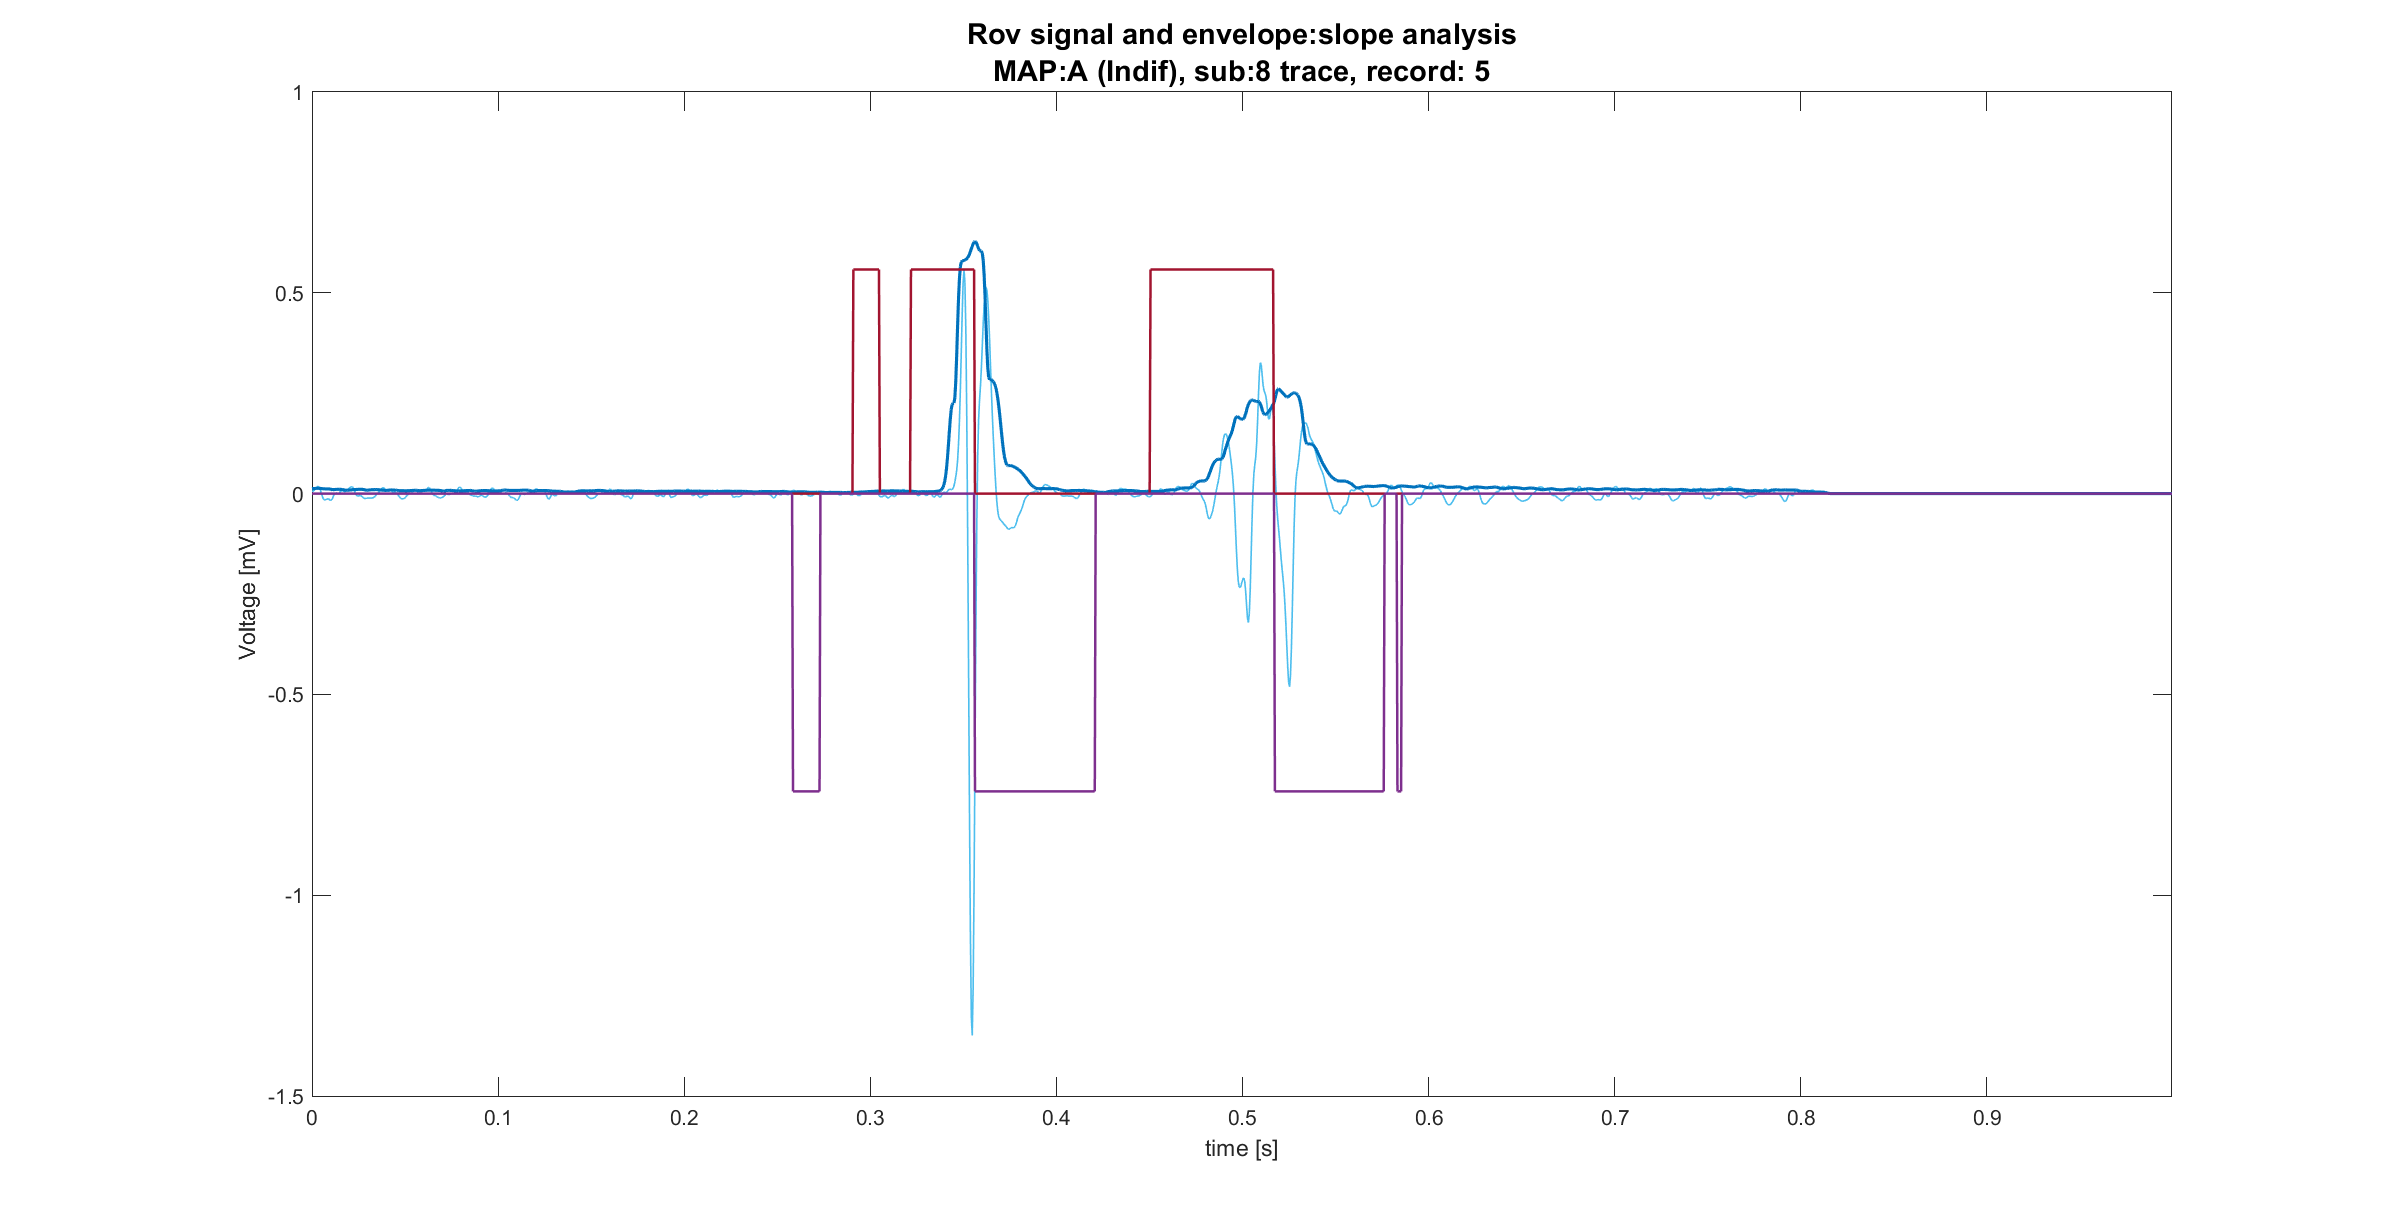 Rov signal and envelope:slope analysis
MAP:A (Indif), sub:8 trace, record: 5
1
0.5
0
-0.5
-1
-1.5
Voltage [mV]
0 0.1 0.2 0.3 0.4 0.5 0.6 0.7 0.8 0.9
time [s]